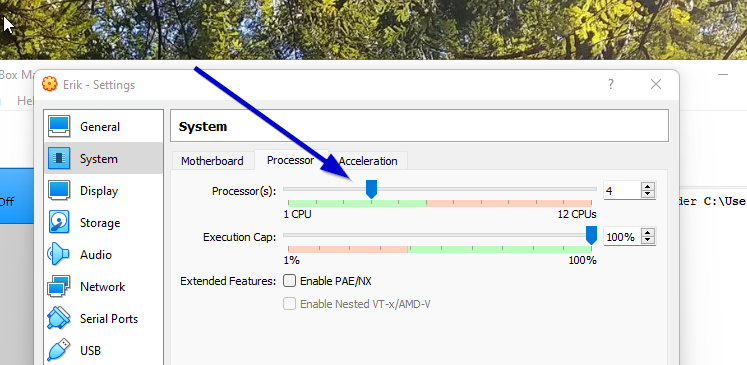 Box Ma
Erik - Settings
?
Hel
General
System
System
Motherboard
Processor
Acceleration
Display
Processor(s):
4
Off
der C:\Use
Storage
1 CPU
12 CPUs
Audio
Execution Cap:
100%
1%
100%
Network
Extended Features:
Enable PAE/NX
Enable Nested VT-x/AMD-V
Serial Ports
USB